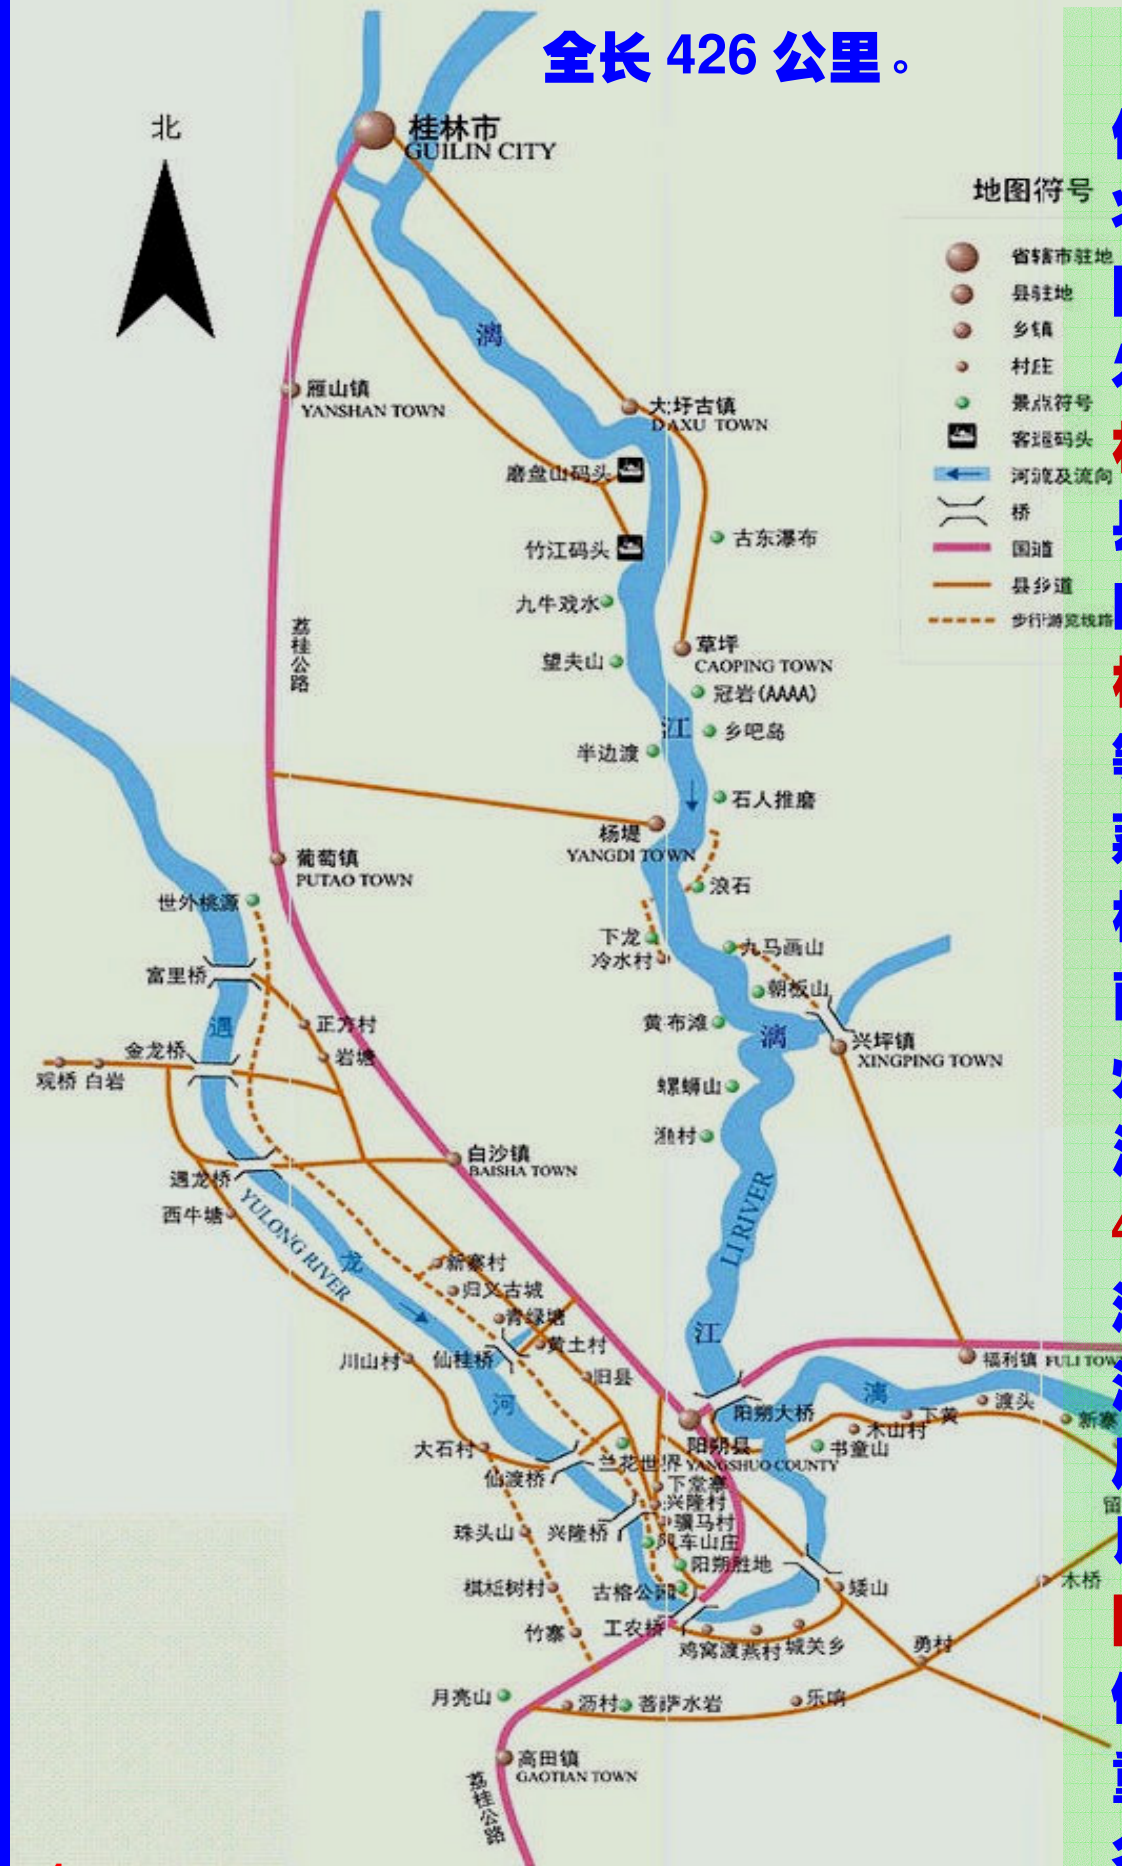 全长 426 公里。
北
桂林市
GUILIN CITY
地图符号
省辖市驻地
县驻地
乡镇
村庄
景点符号
客运码头
河流及流向
桥
国道
县乡道
步行游览线路
漓
雁山镇
YANSHAN TOWN
大圩古镇
DAXU TOWN
磨盘山码头
竹江码头
古东瀑布
九牛戏水
荔桂公路
望夫山
草坪
CAOPING TOWN
冠岩(AAAA)
江
乡吧岛
半边渡
石人推磨
杨堤
YANGDI TOWN
葡萄镇
PUTAO TOWN
世外桃源
浪石
下龙
冷水村
九马画山
富里桥
朝板山
遇
正方村
黄布滩
漓
兴坪镇
XINGPING TOWN
金龙桥
岩塘
观桥 白岩
螺蛳山
渔村
白沙镇
BAISHA TOWN
遇龙桥
西牛塘
YULONG RIVER
LI RIVER
龙
新寨村
归义古城
青绿塘
黄土村
川山村
仙桂桥
旧县
江
福利镇 FULI TOW
河
漓
渡头
阳朔大桥
下黄
新寨
木山村
大石村
兰花世界
阳朔县
YANGSHUO COUNTY
书童山
仙渡桥
下堂寨
兴隆村
留
珠头山
兴隆桥
骥马村
风车山庄
阳朔胜地
棋枉树村
古榕公园
矮山
木桥
竹寨
工农桥
鸡窝渡
燕村
城关乡
勇村
月亮山
沥村
菩萨水岩
乐响
高田镇
GAOTIAN TOWN
荔桂公路